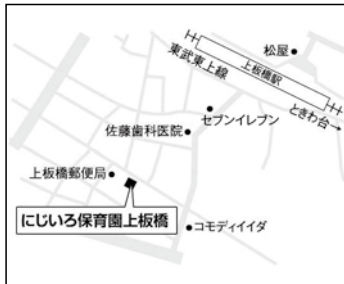 松屋
上板橋駅
東武東上線
ときわ台→
セブンイレブン
佐藤歯科医院
上板橋郵便局
にじいろ保育園上板橋
コモディイイダ